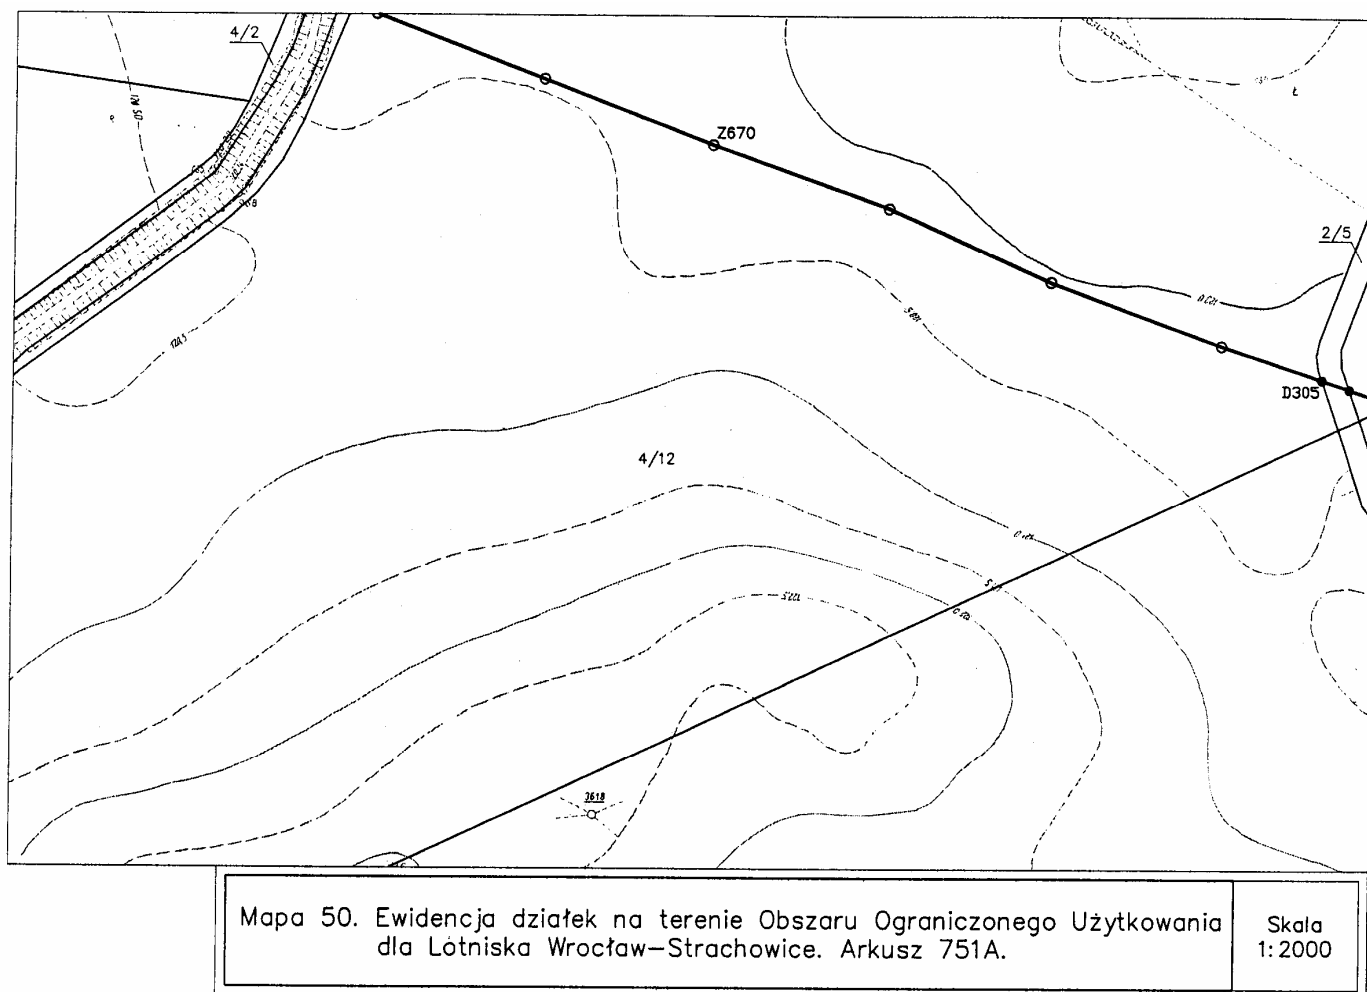 4/2
Z670
2/5
D305
4/12
3618
Mapa 50. Ewidencja działek na terenie Obszaru Ograniczonego Użytkowania
dla Lotniska Wrocław–Strachowice. Arkusz 751A.
Skala
1:2000